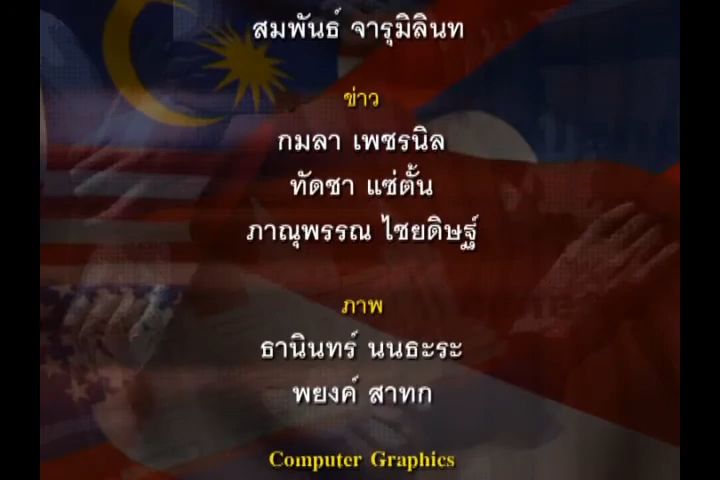 สมพันธ์ จารุมิลินท
ข่าว
กมลา เพชรนิล
ทัดชา แซ่ตั้น
ภาณุพรรณ ไชยดิษฐ์
ภาพ
ธานินทร์ นนธะระ
พยงค์ สาทก
Computer Graphics